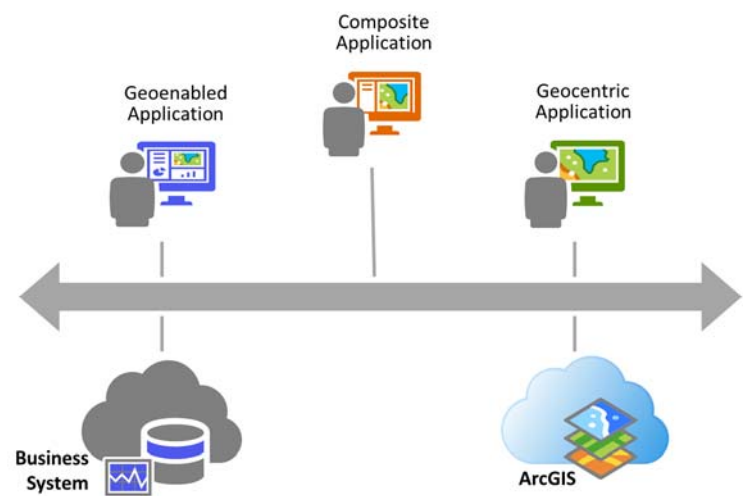 Composite
Application
Geoenabled
Application
Geocentric
Application
Business
System
ArcGIS